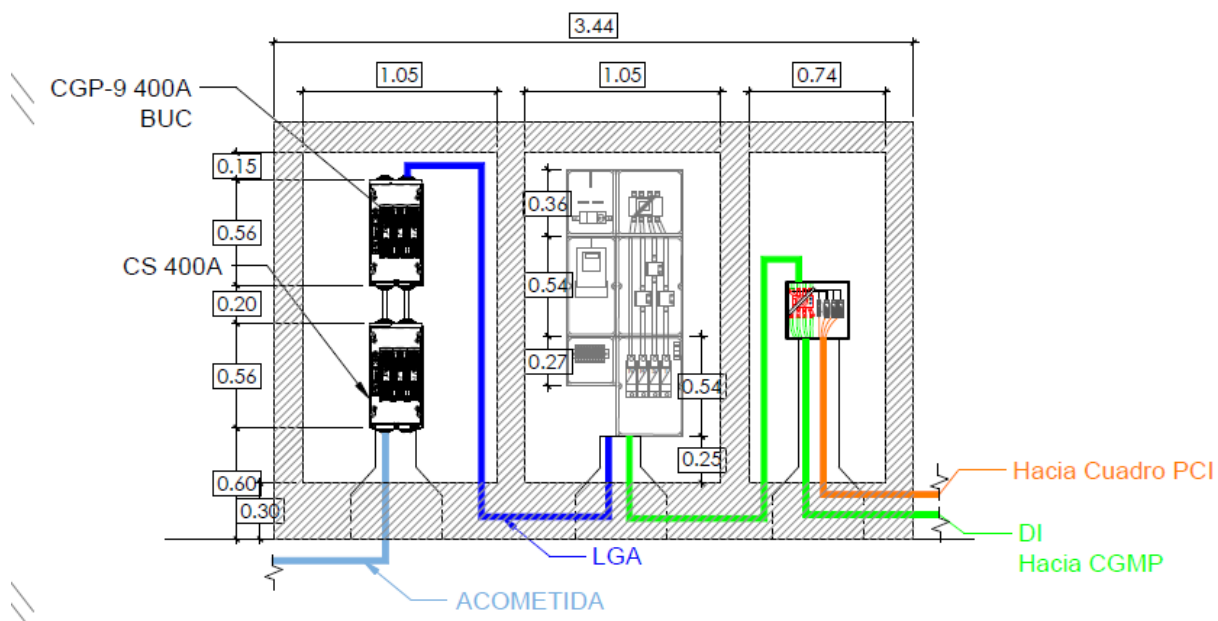 3.44
1.05
1.05
0.74
CGP-9 400A
BUC
0.15
0.36
0.56
CS 400A
0.54
0.20
0.27
0.56
0.54
0.25
0.60
0.30
Hacia Cuadro PCI
DI
LGA
Hacia CGMP
ACOMETIDA